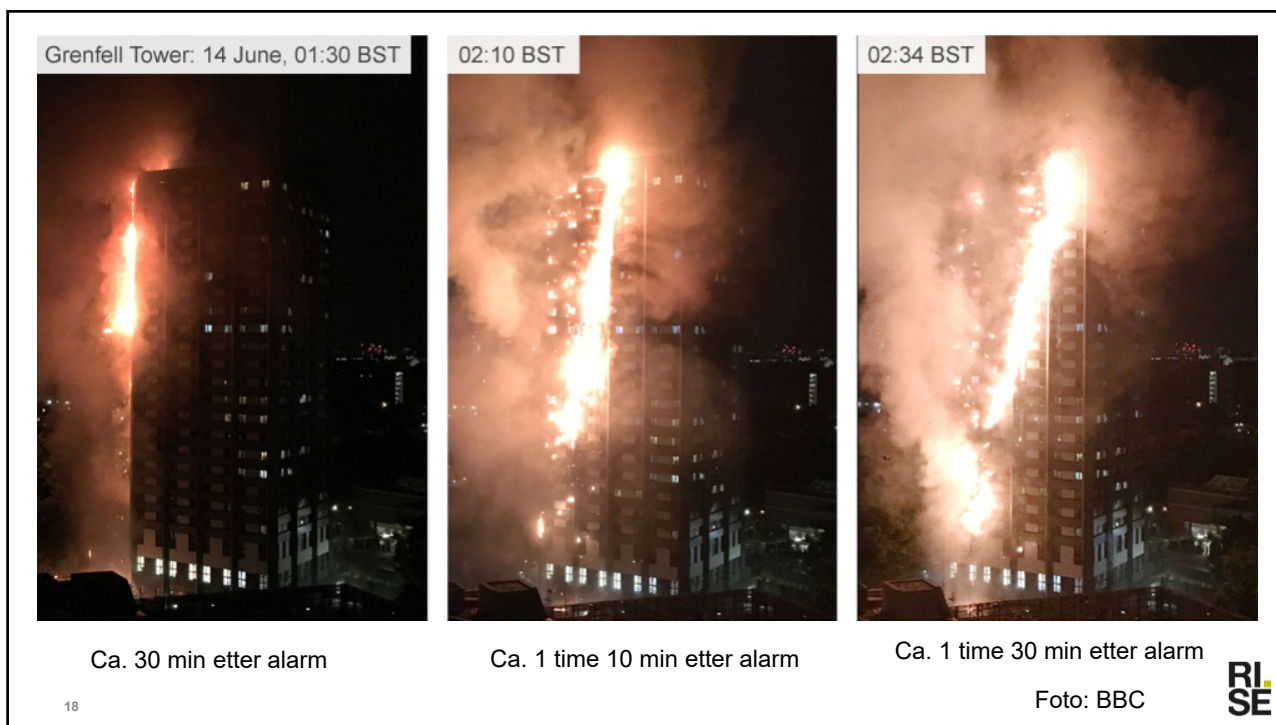 Grenfell Tower: 14 June, 01:30 BST
02:10 BST
02:34 BST
Ca. 30 min etter alarm
Ca. 1 time 10 min etter alarm
Ca. 1 time 30 min etter alarm
Foto: BBC
18
RI.
SE